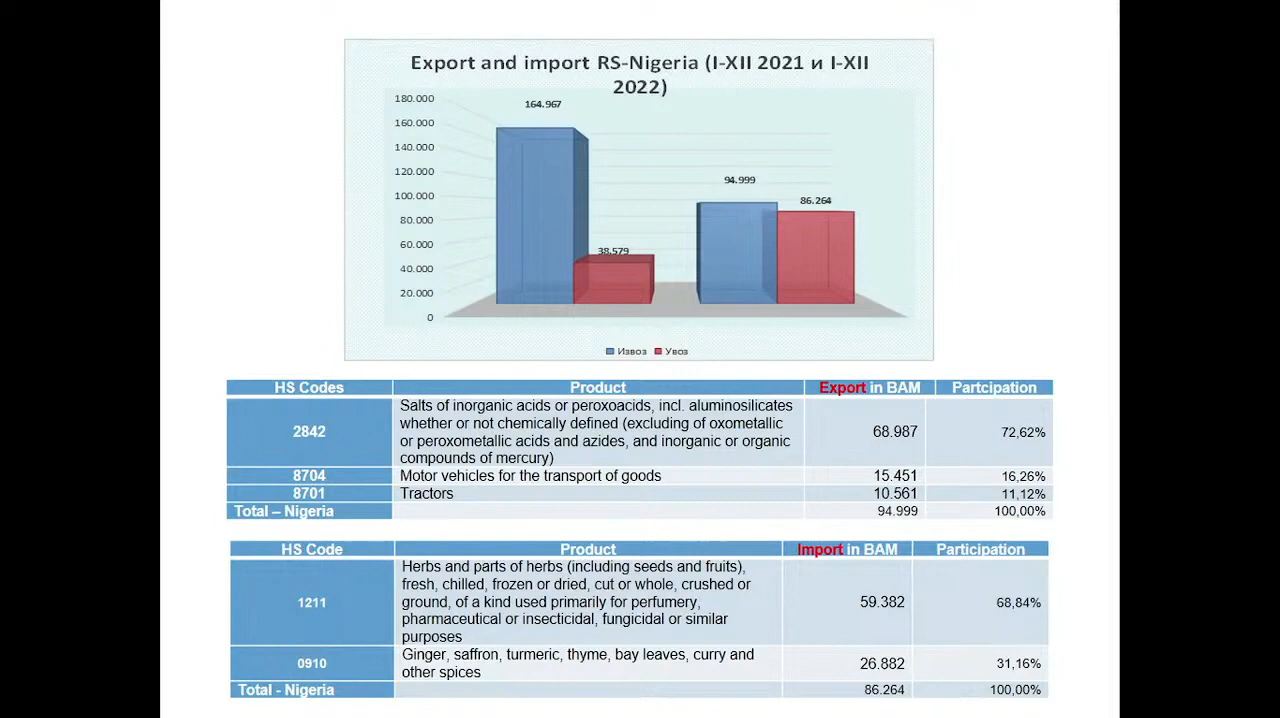 Export and import RS-Nigeria (I-XII 2021 и I-XII
2022)
180.000
160.000
140.000
120.000
100.000
80.000
60.000
40.000
20.000
0
164.967
38.579
94.999
86.264
Извоз Увоз
HS Codes Product Export in BAM Partcipation
2842
Salts of inorganic acids or peroxoacids, incl. aluminosilicates
whether or not chemically defined (excluding of oxometallic
or peroxometallic acids and azides, and inorganic or organic
compounds of mercury)
68.987 72,62%
8704 Motor vehicles for the transport of goods 15.451 16,26%
8701 Tractors 10.561 11,12%
Total – Nigeria 94.999 100,00%
HS Code Product Import in BAM Participation
1211
Herbs and parts of herbs (including seeds and fruits),
fresh, chilled, frozen or dried, cut or whole, crushed or
ground, of a kind used primarily for perfumery,
pharmaceutical or insecticidal, fungicidal or similar
purposes
59.382 68,84%
0910
Ginger, saffron, turmeric, thyme, bay leaves, curry and
other spices
26.882 31,16%
Total - Nigeria 86.264 100,00%